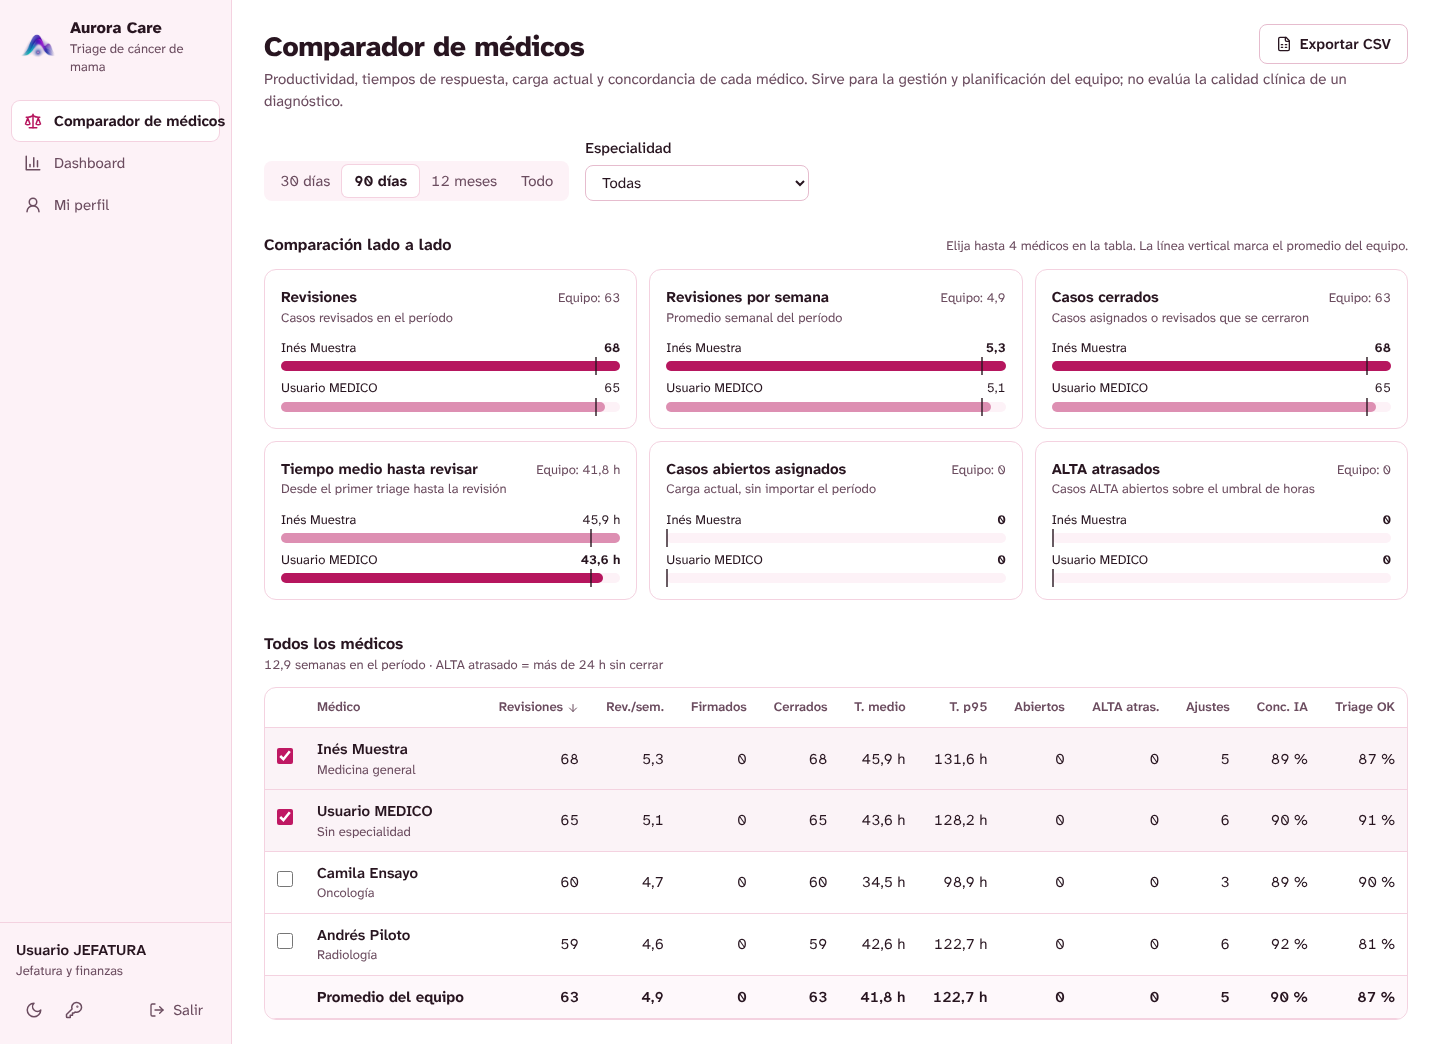 Aurora Care
Triage de cáncer de
mama
Comparador de médicos
Dashboard
Mi perfil
Usuario JEFATURA
Jefatura y finanzas
Salir
Comparador de médicos
Exportar CSV
Productividad, tiempos de respuesta, carga actual y concordancia de cada médico. Sirve para la gestión y planificación del equipo; no evalúa la calidad clínica de un
diagnóstico.
30 días 90 días 12 meses Todo
Especialidad
Todas
Comparación lado a lado
Elija hasta 4 médicos en la tabla. La línea vertical marca el promedio del equipo.
Revisiones Equipo: 63
Casos revisados en el período
Inés Muestra 68
Usuario MEDICO 65
Revisiones por semana Equipo: 4,9
Promedio semanal del período
Inés Muestra 5,3
Usuario MEDICO 5,1
Casos cerrados Equipo: 63
Casos asignados o revisados que se cerraron
Inés Muestra 68
Usuario MEDICO 65
Tiempo medio hasta revisar Equipo: 41,8 h
Desde el primer triage hasta la revisión
Inés Muestra 45,9 h
Usuario MEDICO 43,6 h
Casos abiertos asignados Equipo: 0
Carga actual, sin importar el período
Inés Muestra 0
Usuario MEDICO 0
ALTA atrasados Equipo: 0
Casos ALTA abiertos sobre el umbral de horas
Inés Muestra 0
Usuario MEDICO 0
Todos los médicos
12,9 semanas en el período · ALTA atrasado = más de 24 h sin cerrar
Médico Revisiones ↓ Rev./sem. Firmados Cerrados T. medio T. p95 Abiertos ALTA atras. Ajustes Conc. IA Triage OK
Inés Muestra 68 5,3 0 68 45,9 h 131,6 h 0 0 5 89 % 87 %
Medicina general
Usuario MEDICO 65 5,1 0 65 43,6 h 128,2 h 0 0 6 90 % 91 %
Sin especialidad
Camila Ensayo 60 4,7 0 60 34,5 h 98,9 h 0 0 3 89 % 90 %
Oncología
Andrés Piloto 59 4,6 0 59 42,6 h 122,7 h 0 0 6 92 % 81 %
Radiología
Promedio del equipo 63 4,9 0 63 41,8 h 122,7 h 0 0 5 90 % 87 %